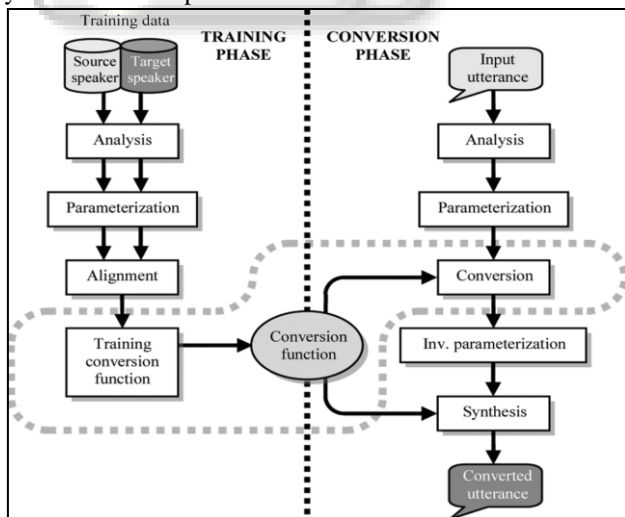 Training data
TRAINING
PHASE
CONVERSION
PHASE
Source
speaker
Target
speaker
Input
utterance
Analysis
Analysis
Parameterization
Parameterization
Alignment
Conversion
Training
conversion
function
Conversion
function
Inv. parameterization
Synthesis
Converted
utterance